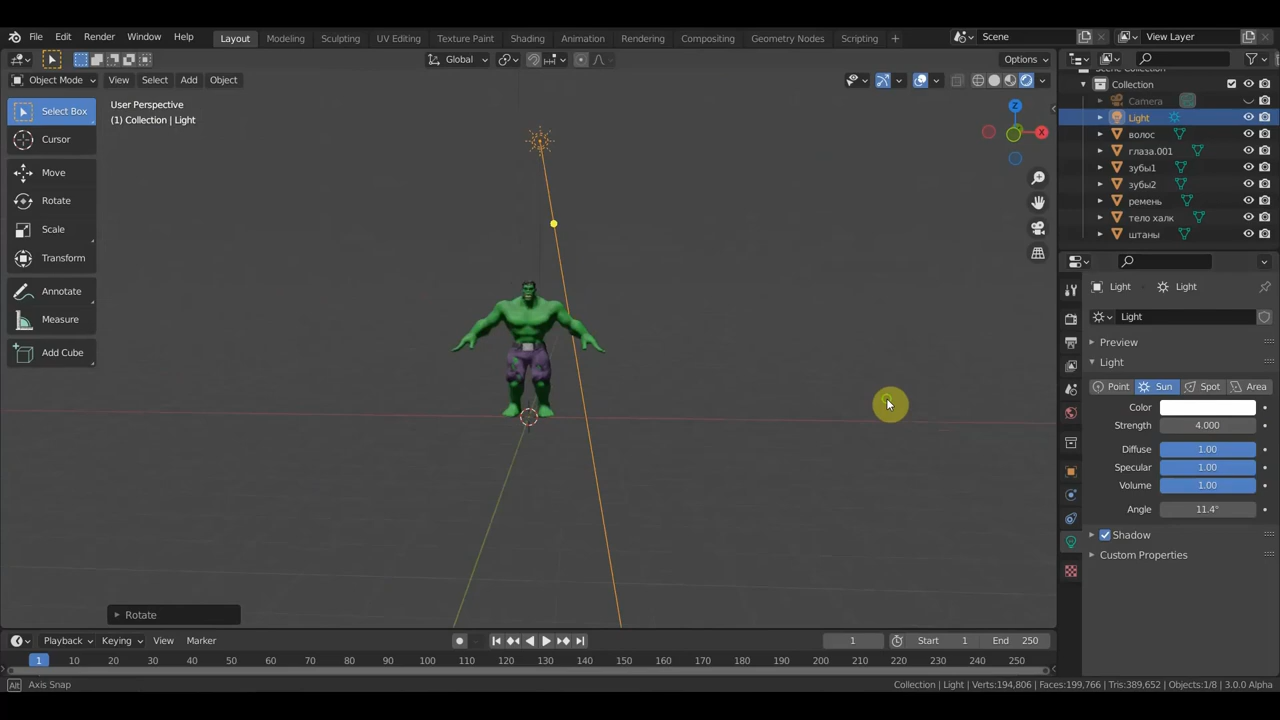 File Edit Render Window Help Layout Modeling Sculpting UV Editing Texture Paint Shading Animation Rendering Compositing Geometry Nodes Scripting + Scene View Layer
Global Options
Object Mode View Select Add Object
Scene Collection
Collection
Camera
Light
волос
глаза.001
зубы1
зубы2
ремень
тело халк
штаны
Select Box
Cursor
Move
Rotate
Scale
Transform
Annotate
Measure
Add Cube
User Perspective
(1) Collection | Light
Z
X
Light Light
Light
Preview
Light
Point Sun Spot Area
Color
Strength 4.000
Diffuse 1.00
Specular 1.00
Volume 1.00
Angle 11.4°
Shadow
Custom Properties
Rotate
Playback Keying View Marker 1 Start 1 End 250
1 10 20 30 40 50 60 70 80 90 100 110 120 130 140 150 160 170 180 190 200 210 220 230 240 250
Alt Axis Snap Collection | Light | Verts:194,806 | Faces:199,766 | Tris:389,652 | Objects:1/8 | 3.0.0 Alpha